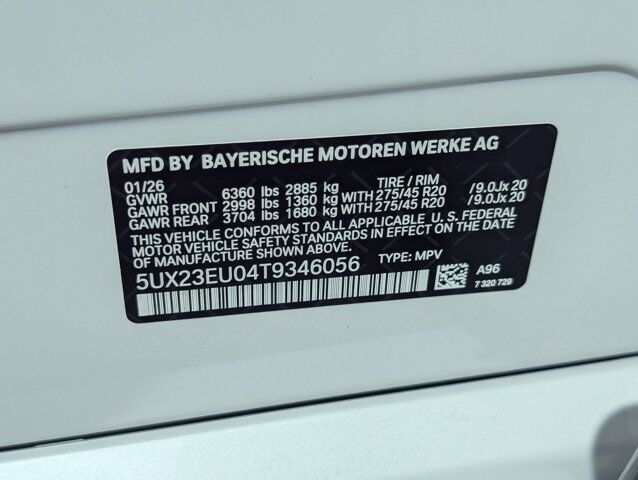 MFD BY BAYERISCHE MOTOREN WERKE AG
01/26 TIRE / RIM
GVWR 6360 lbs 2885 kg
GAWR FRONT 2998 lbs 1360 kg WITH 275/45 R20 /9.0Jx20
GAWR REAR 3704 lbs 1680 kg WITH 275/45 R20 /9.0Jx20
THIS VEHICLE CONFORMS TO ALL APPLICABLE U.S. FEDERAL
MOTOR VEHICLE SAFETY STANDARDS IN EFFECT ON THE DATE
OF MANUFACTURE SHOWN ABOVE.
5UX23EU04T9346056 TYPE: MPV
A96
7 320 729